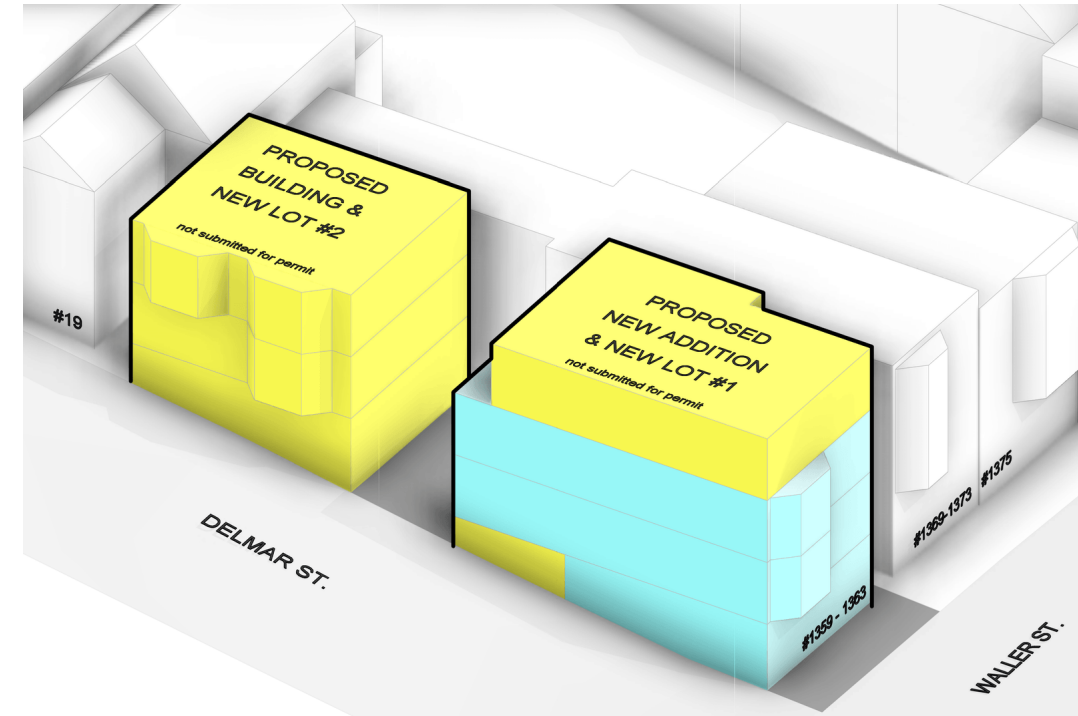 PROPOSED
BUILDING &
NEW LOT #2
not submitted for permit
PROPOSED
NEW ADDITION
& NEW LOT #1
not submitted for permit
#19
#1375
#1369-1373
DELMAR ST.
#1359 - 1363
WALLER ST.